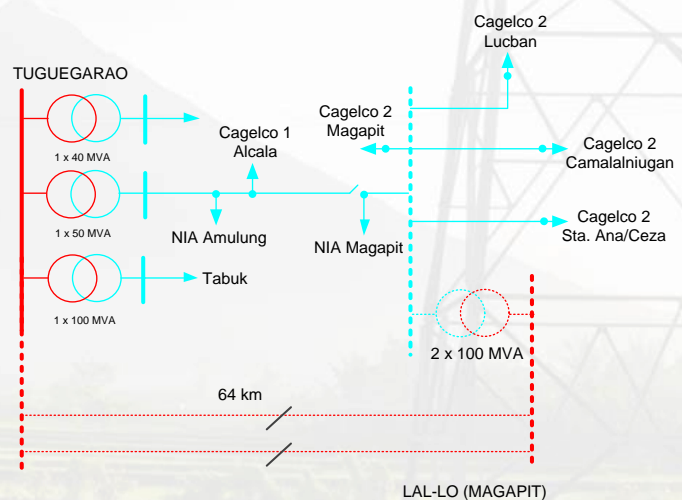 Cagelco 2
Lucban
TUGUEGARAO
1 x 40 MVA
Cagelco 1
Alcala
Cagelco 2
Magapit
Cagelco 2
Camalalniugan
1 x 50 MVA
NIA Amulung
NIA Magapit
Cagelco 2
Sta. Ana/Ceza
Tabuk
1 x 100 MVA
2 x 100 MVA
64 km
LAL-LO (MAGAPIT)